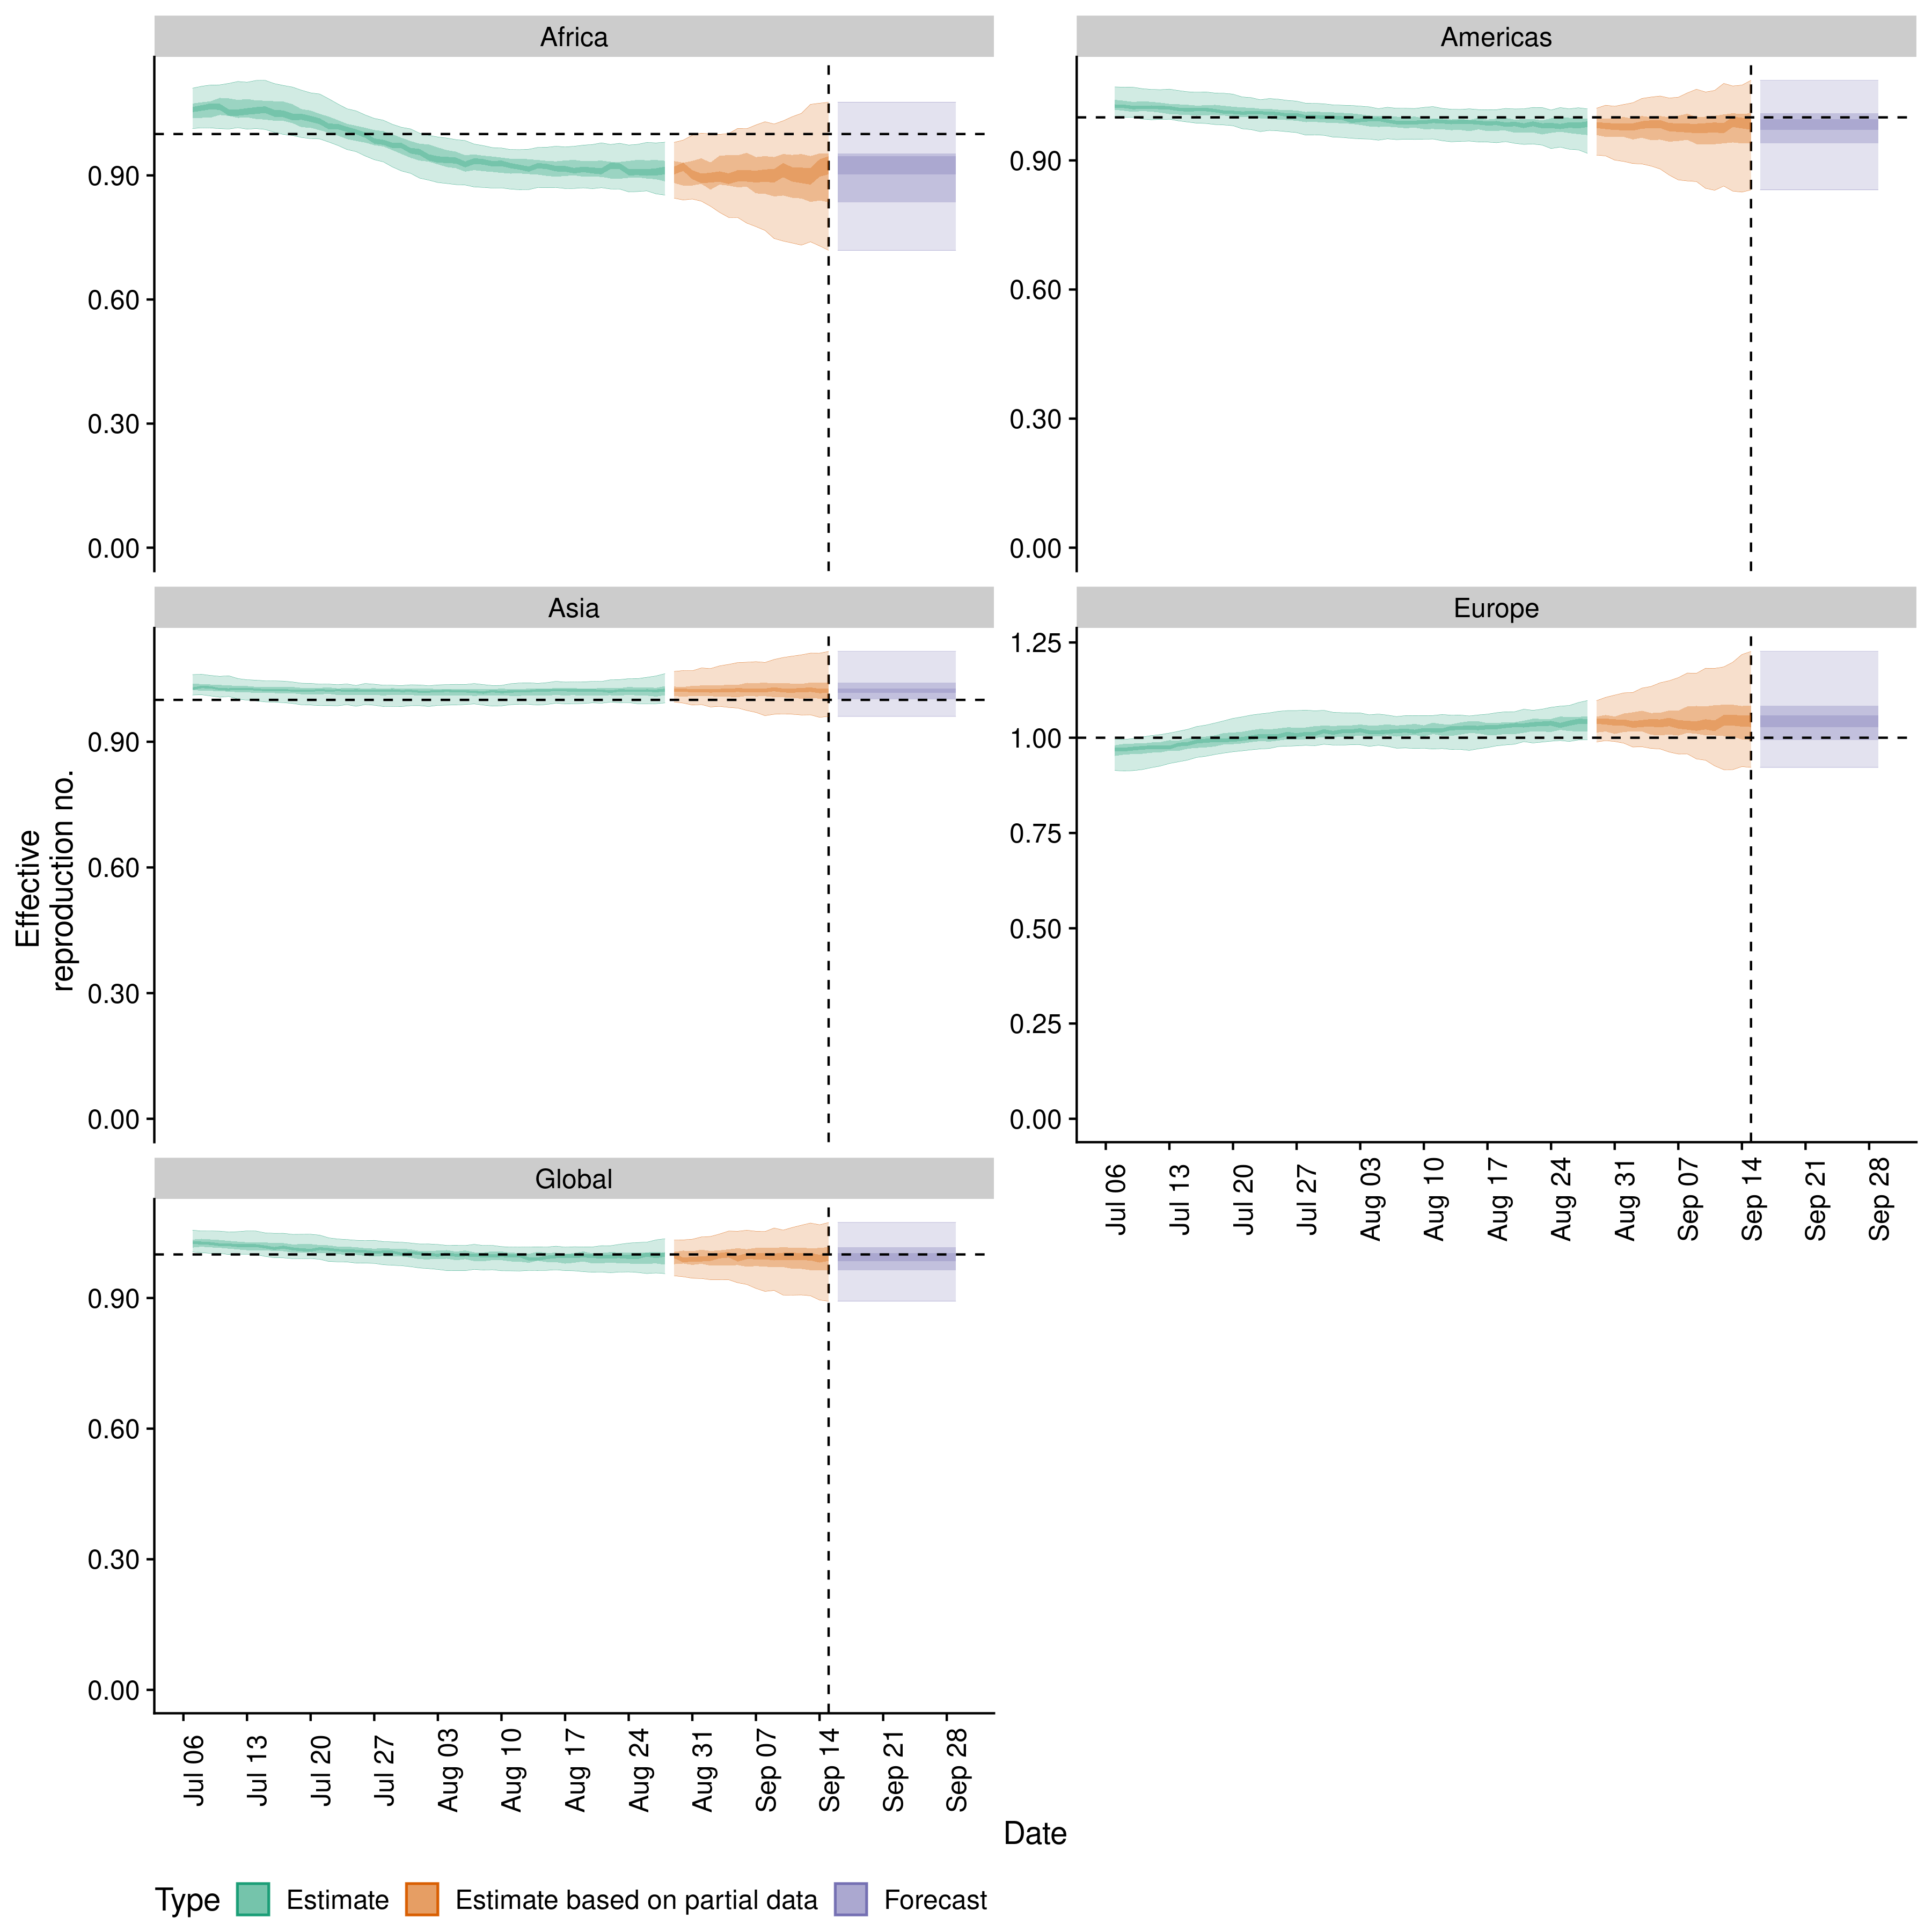 Africa
Americas
0.90
0.60
0.30
0.00
0.90
0.60
0.30
0.00
Asia
Europe
0.90
0.60
0.30
0.00
1.25
1.00
0.75
0.50
0.25
0.00
Jul 06
Jul 13
Jul 20
Jul 27
Aug 03
Aug 10
Aug 17
Aug 24
Aug 31
Sep 07
Sep 14
Sep 21
Sep 28
Effective
reproduction no.
Global
0.90
0.60
0.30
0.00
Jul 06
Jul 13
Jul 20
Jul 27
Aug 03
Aug 10
Aug 17
Aug 24
Aug 31
Sep 07
Sep 14
Sep 21
Sep 28
Date
Type Estimate Estimate based on partial data Forecast